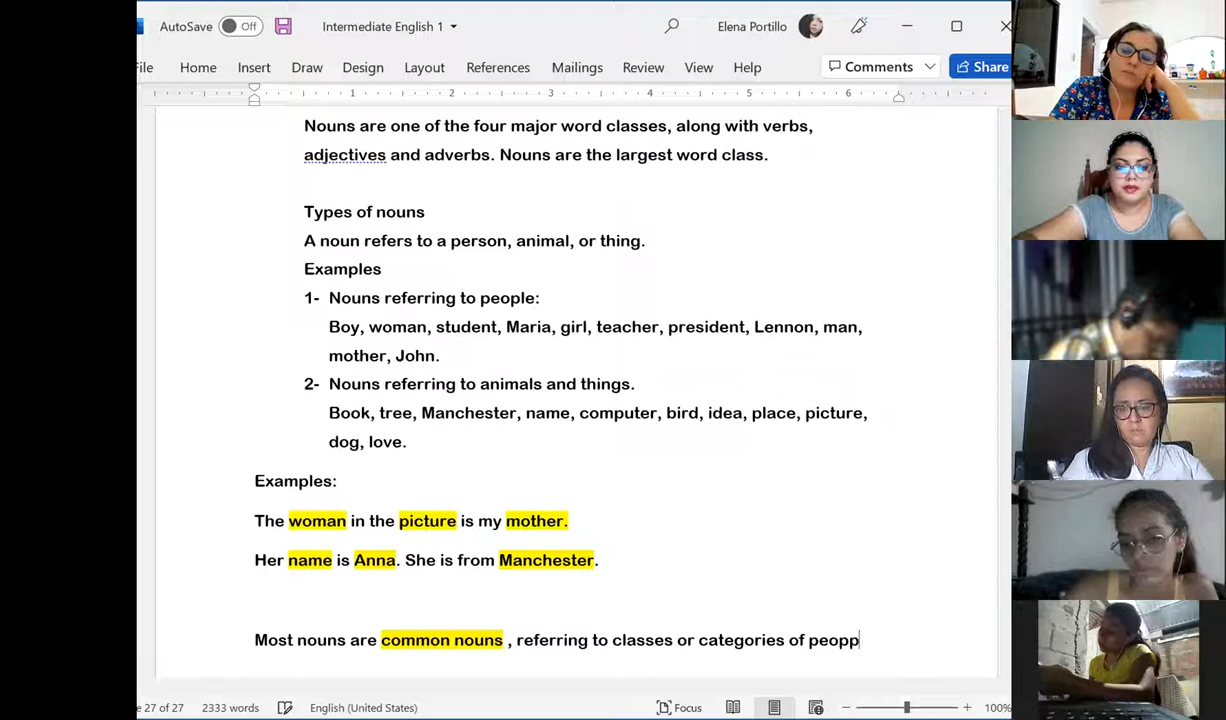 AutoSave Off Intermediate English 1 Elena Portillo
File Home Insert Draw Design Layout References Mailings Review View Help Comments Share
1 2 3 4 5 6
Nouns are one of the four major word classes, along with verbs,
adjectives and adverbs. Nouns are the largest word class.
Types of nouns
A noun refers to a person, animal, or thing.
Examples
1- Nouns referring to people:
Boy, woman, student, Maria, girl, teacher, president, Lennon, man,
mother, John.
2- Nouns referring to animals and things.
Book, tree, Manchester, name, computer, bird, idea, place, picture,
dog, love.
Examples:
The woman in the picture is my mother.
Her name is Anna. She is from Manchester.
Most nouns are common nouns , referring to classes or categories of peopp
e 27 of 27 2333 words English (United States) Focus 100%